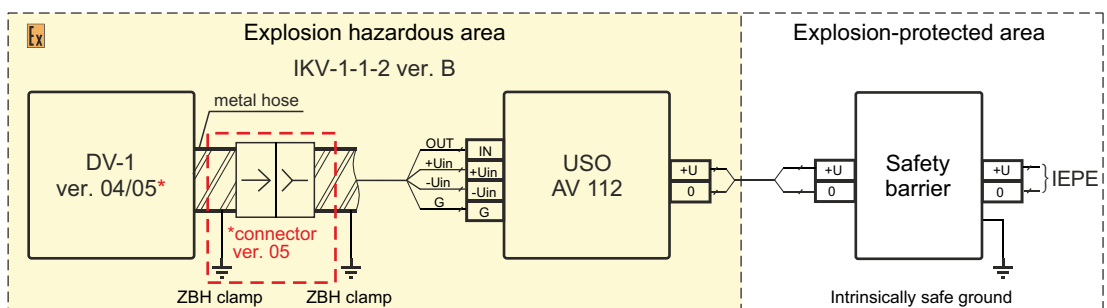 Ex
Explosion hazardous area
Explosion-protected area
IKV-1-1-2 ver. B
metal hose
DV-1
ver. 04/05*
OUT
+Uin
-Uin
G
IN
+Uin
-Uin
G
USO
AV 112
+U
0
+U
0
Safety
barrier
+U
0
IEPE
*connector
ver. 05
ZBH clamp
ZBH clamp
Intrinsically safe ground